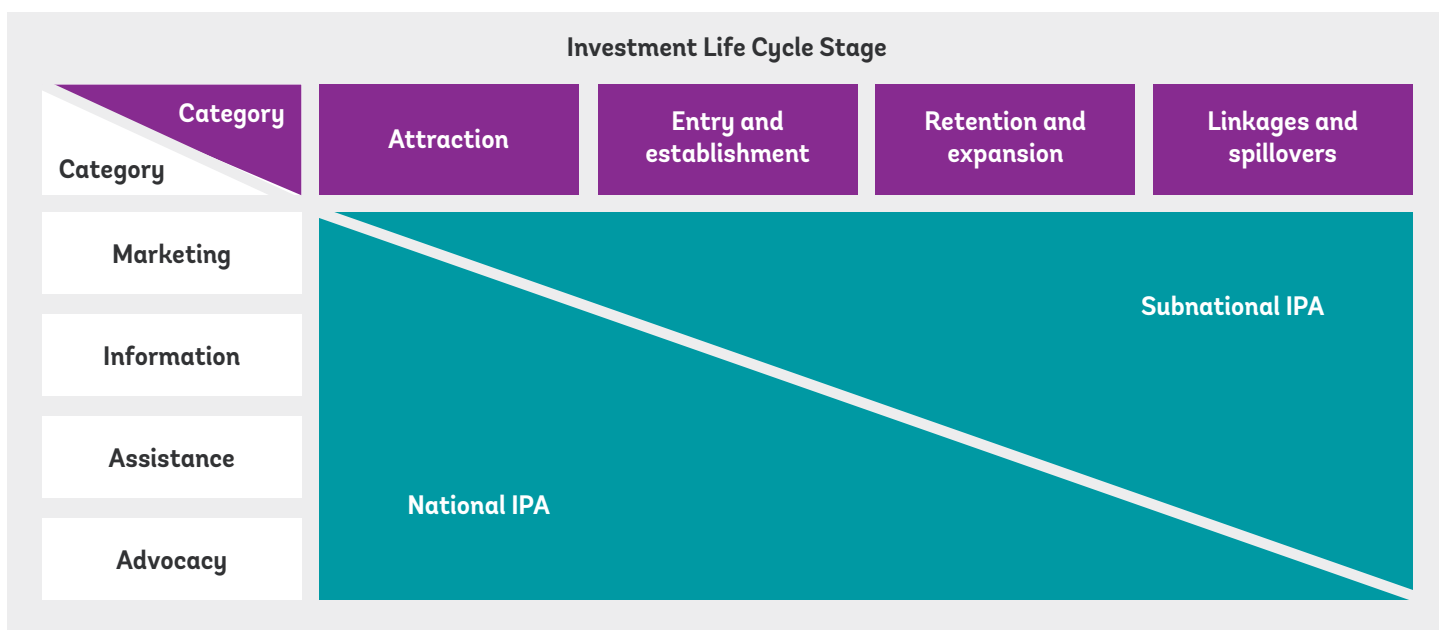 Investment Life Cycle Stage
Category
Category
Attraction
Entry and
establishment
Retention and
expansion
Linkages and
spillovers
Marketing
Information
Assistance
Advocacy
Subnational IPA
National IPA